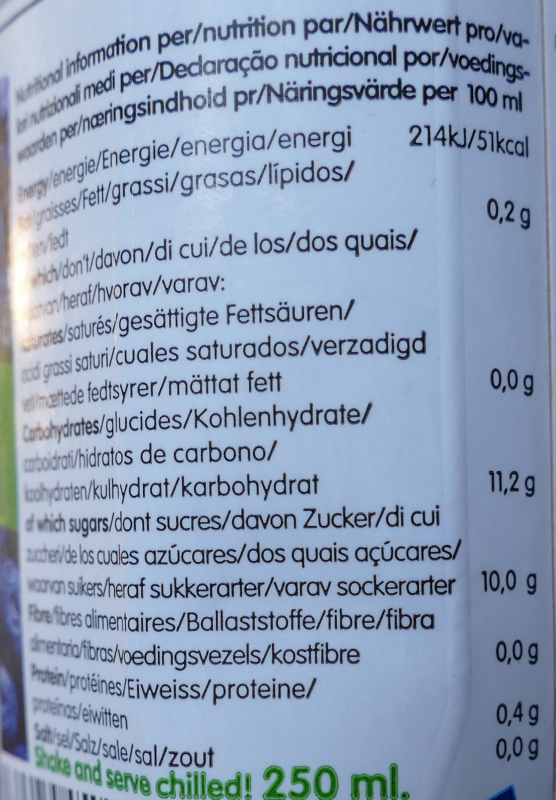 Nutritional information per/nutrition par/Nährwert pro/va-
lori nutrizionali medi per/Declaração nutricional por/voedings-
waarden per/næringsindhold pr/Näringsvärde per 100 ml
Energy/energie/Energie/energia/energi 214kJ/51kcal
Fat/graisses/Fett/grassi/grasas/lípidos/
/fedt 0,2 g
which/don't/davon/di cui/de los/dos quais/
/heraf/hvorav/varav:
saturates/saturés/gesättigte Fettsäuren/
acidi grassi saturi/cuales saturados/verzadigd
vet/mættede fedtsyrer/mättat fett 0,0 g
Carbohydrates/glucides/Kohlenhydrate/
carboidrati/hidratos de carbono/
koolhydraten/kulhydrat/karbohydrat 11,2 g
of which sugars/dont sucres/davon Zucker/di cui
zuccheri/de los cuales azúcares/dos quais açúcares/
waarvan suikers/heraf sukkerarter/varav sockerarter 10,0 g
Fibre/fibres alimentaires/Ballaststoffe/fibre/fibra
alimentaria/fibras/voedingsvezels/kostfibre 0,0 g
Protein/protéines/Eiweiss/proteine/
proteínas/eiwitten 0,4 g
Salt/sel/Salz/sale/sal/zout 0,0 g
Shake and serve chilled! 250 ml.